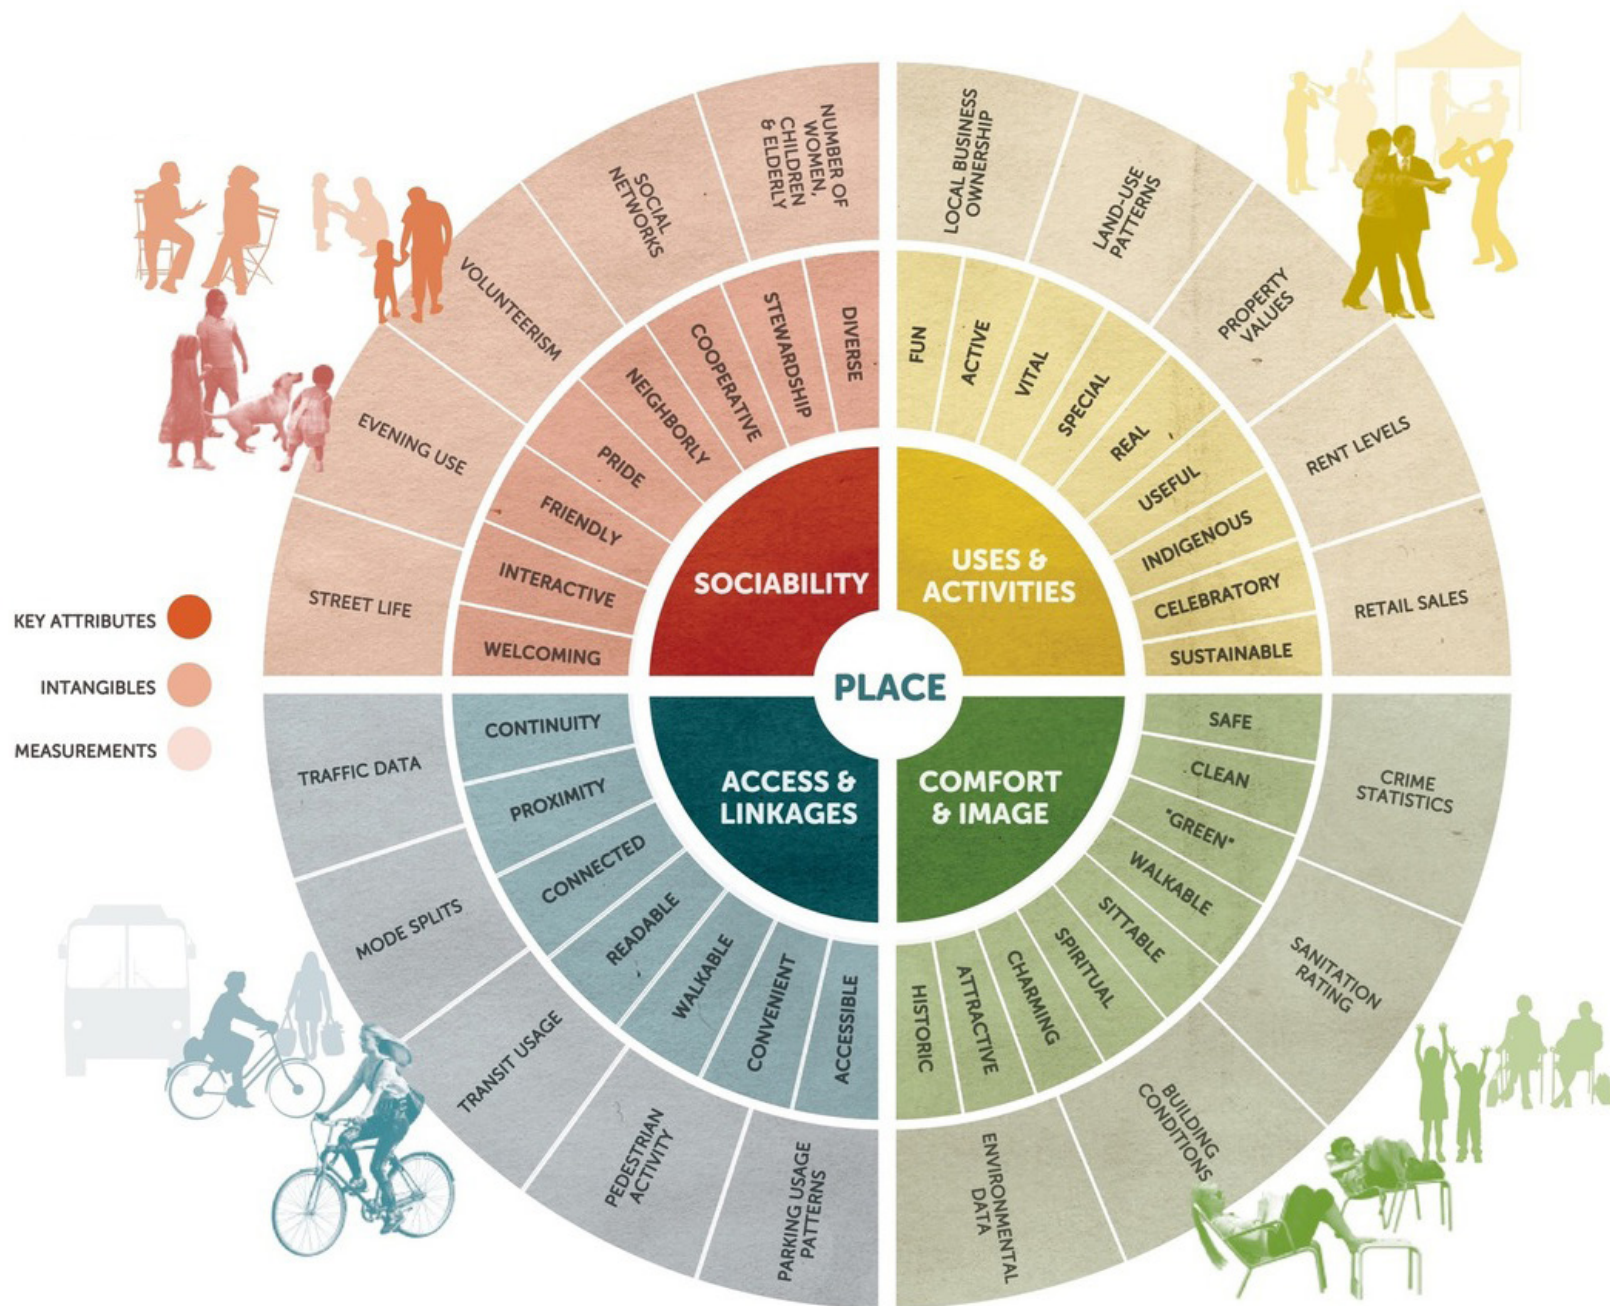 NUMBER OF
WOMEN,
CHILDREN
& ELDERLY
SOCIAL
NETWORKS
VOLUNTEERISM
EVENING USE
STREET LIFE
DIVERSE
STEWARDSHIP
COOPERATIVE
NEIGHBORLY
PRIDE
FRIENDLY
INTERACTIVE
WELCOMING
SOCIABILITY
LOCAL BUSINESS
OWNERSHIP
LAND-USE
PATTERNS
PROPERTY
VALUES
RENT LEVELS
RETAIL SALES
FUN
ACTIVE
VITAL
SPECIAL
REAL
USEFUL
INDIGENOUS
CELEBRATORY
SUSTAINABLE
USES &
ACTIVITIES
PLACE
KEY ATTRIBUTES
INTANGIBLES
MEASUREMENTS
ACCESS &
LINKAGES
CONTINUITY
PROXIMITY
CONNECTED
READABLE
WALKABLE
CONVENIENT
ACCESSIBLE
TRAFFIC DATA
MODE SPLITS
TRANSIT USAGE
PEDESTRIAN
ACTIVITY
PARKING USAGE
PATTERNS
COMFORT
& IMAGE
SAFE
CLEAN
"GREEN"
WALKABLE
SITTABLE
SPIRITUAL
CHARMING
ATTRACTIVE
HISTORIC
CRIME
STATISTICS
SANITATION
RATING
BUILDING
CONDITIONS
ENVIRONMENTAL
DATA